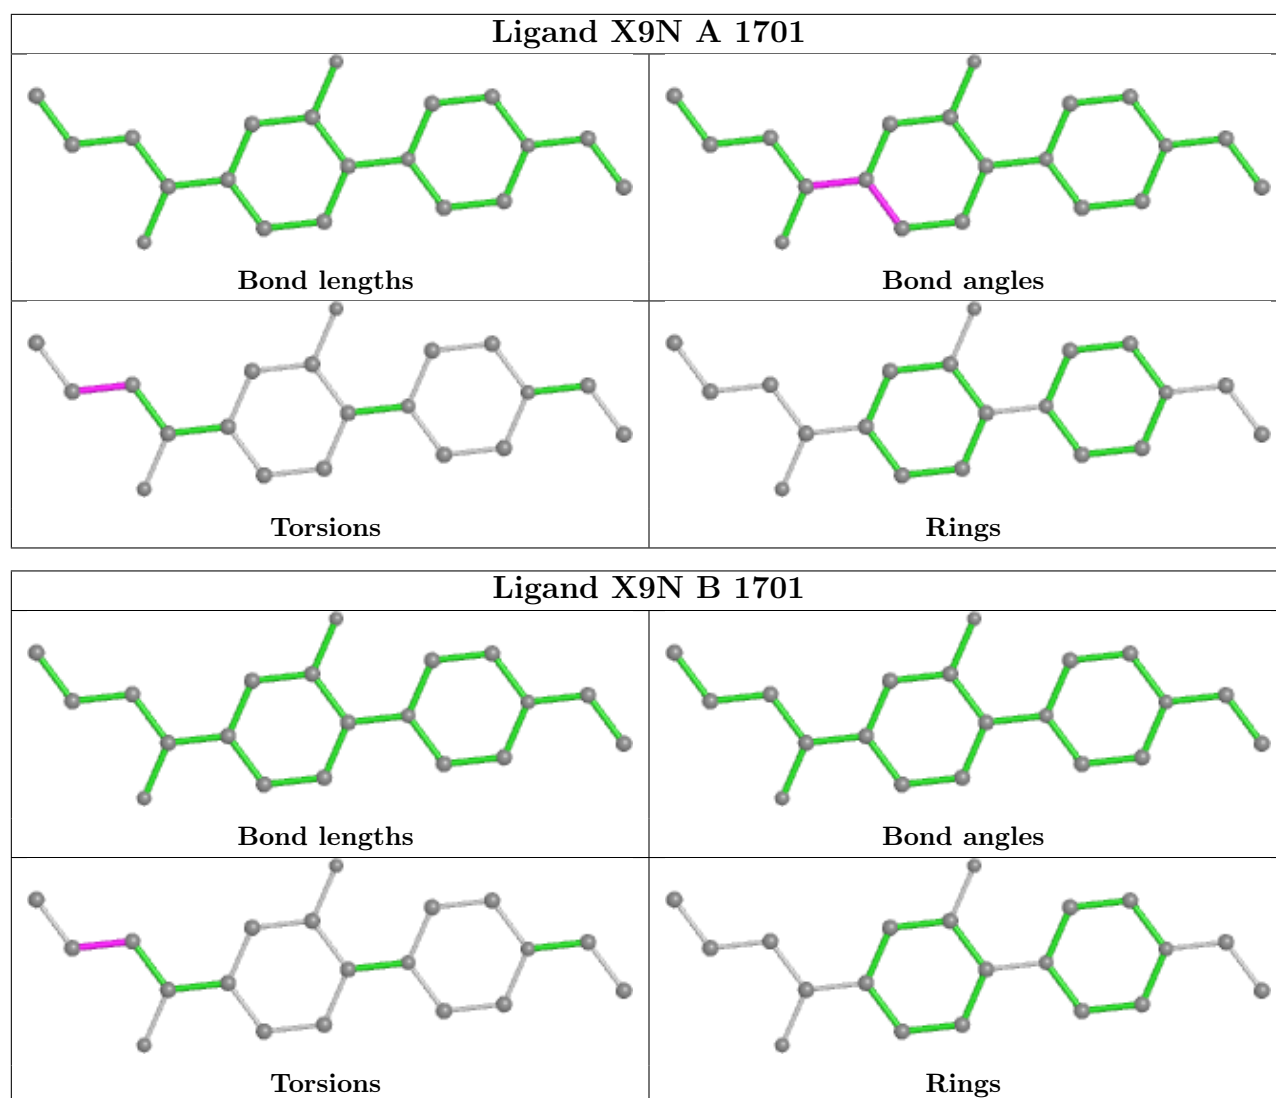 Ligand X9N A 1701
Bond lengths
Bond angles
Torsions
Rings
Ligand X9N B 1701
Bond lengths
Bond angles
Torsions
Rings